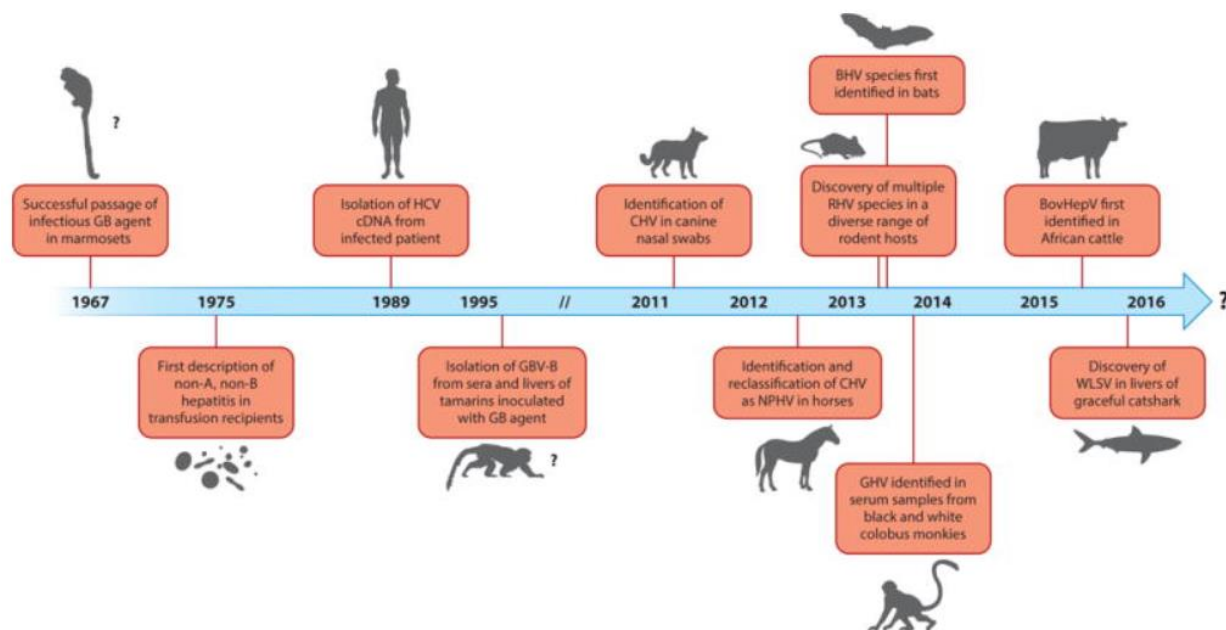 BHV species first
identified in bats
?
Successful passage of
infectious GB agent
in marmosets
Isolation of HCV
cDNA from
infected patient
Identification of
CHV in canine
nasal swabs
Discovery of multiple
RHV species in a
diverse range of
rodent hosts
BovHepV first
identified in
African cattle
1967 1975 1989 1995 // 2011 2012 2013 2014 2015 2016 ?
First description of
non-A, non-B
hepatitis in
transfusion recipients
Isolation of GBV-B
from sera and livers of
tamarins inoculated
with GB agent
?
Identification and
reclassification of CHV
as NPHV in horses
GHV identified in
serum samples from
black and white
colobus monkies
Discovery of
WLSV in livers of
graceful catshark